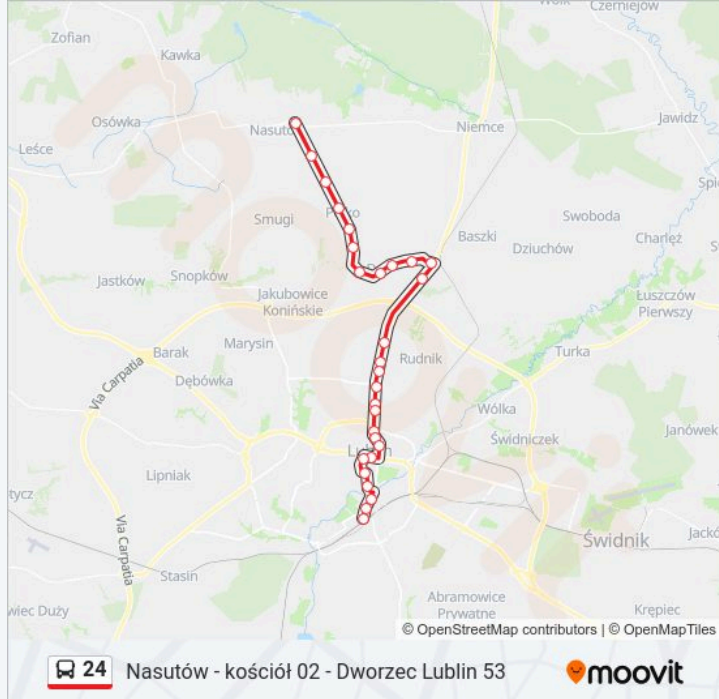 Czerniejów
Zofian
Kawka
Osówka
Nasutów
Niemce
Jawidz
Leśce
Smugi
Swoboda
Baszki
Charlęż
Dziuchów
Jastków
Snopków
Jakubowice
Konińskie
Łuszczów
Pierwszy
Marysin
Barak
Rudnik
Turka
Dębówka
Via Carpatia
Wólka
Świdniczek
Janówek
Lublin
Lipniak
Via Carpatia
Świdnik
Stasin
Abramowice
Prywatne
Krępiec
© OpenStreetMap contributors | © OpenMapTiles
24 Nasutów - kościół 02 - Dworzec Lublin 53 moovit